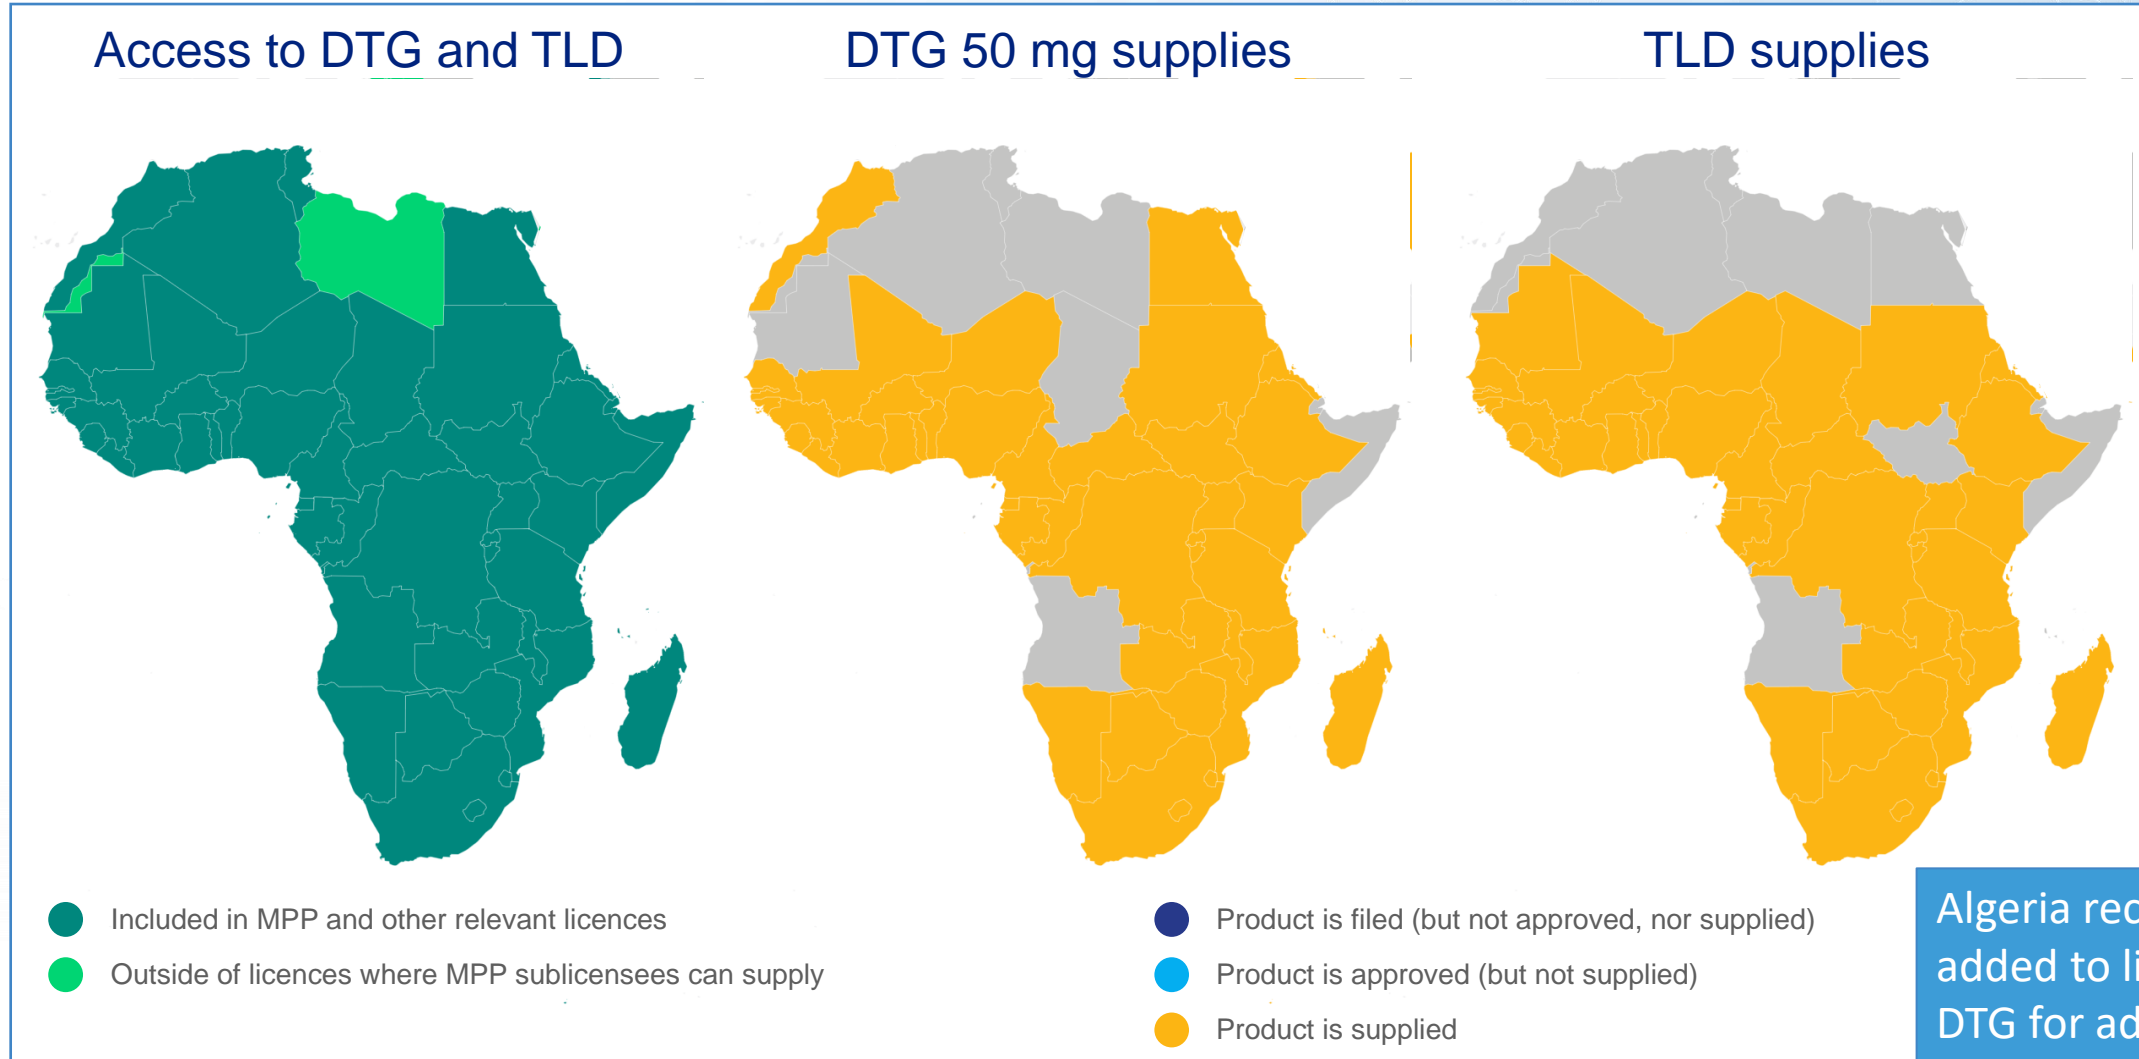 Access to DTG and TLD
DTG 50 mg supplies
TLD supplies
Included in MPP and other relevant licences
Outside of licences where MPP sublicensees can supply
Product is filed (but not approved, nor supplied)
Product is approved (but not supplied)
Product is supplied
Algeria
added to
DTG for